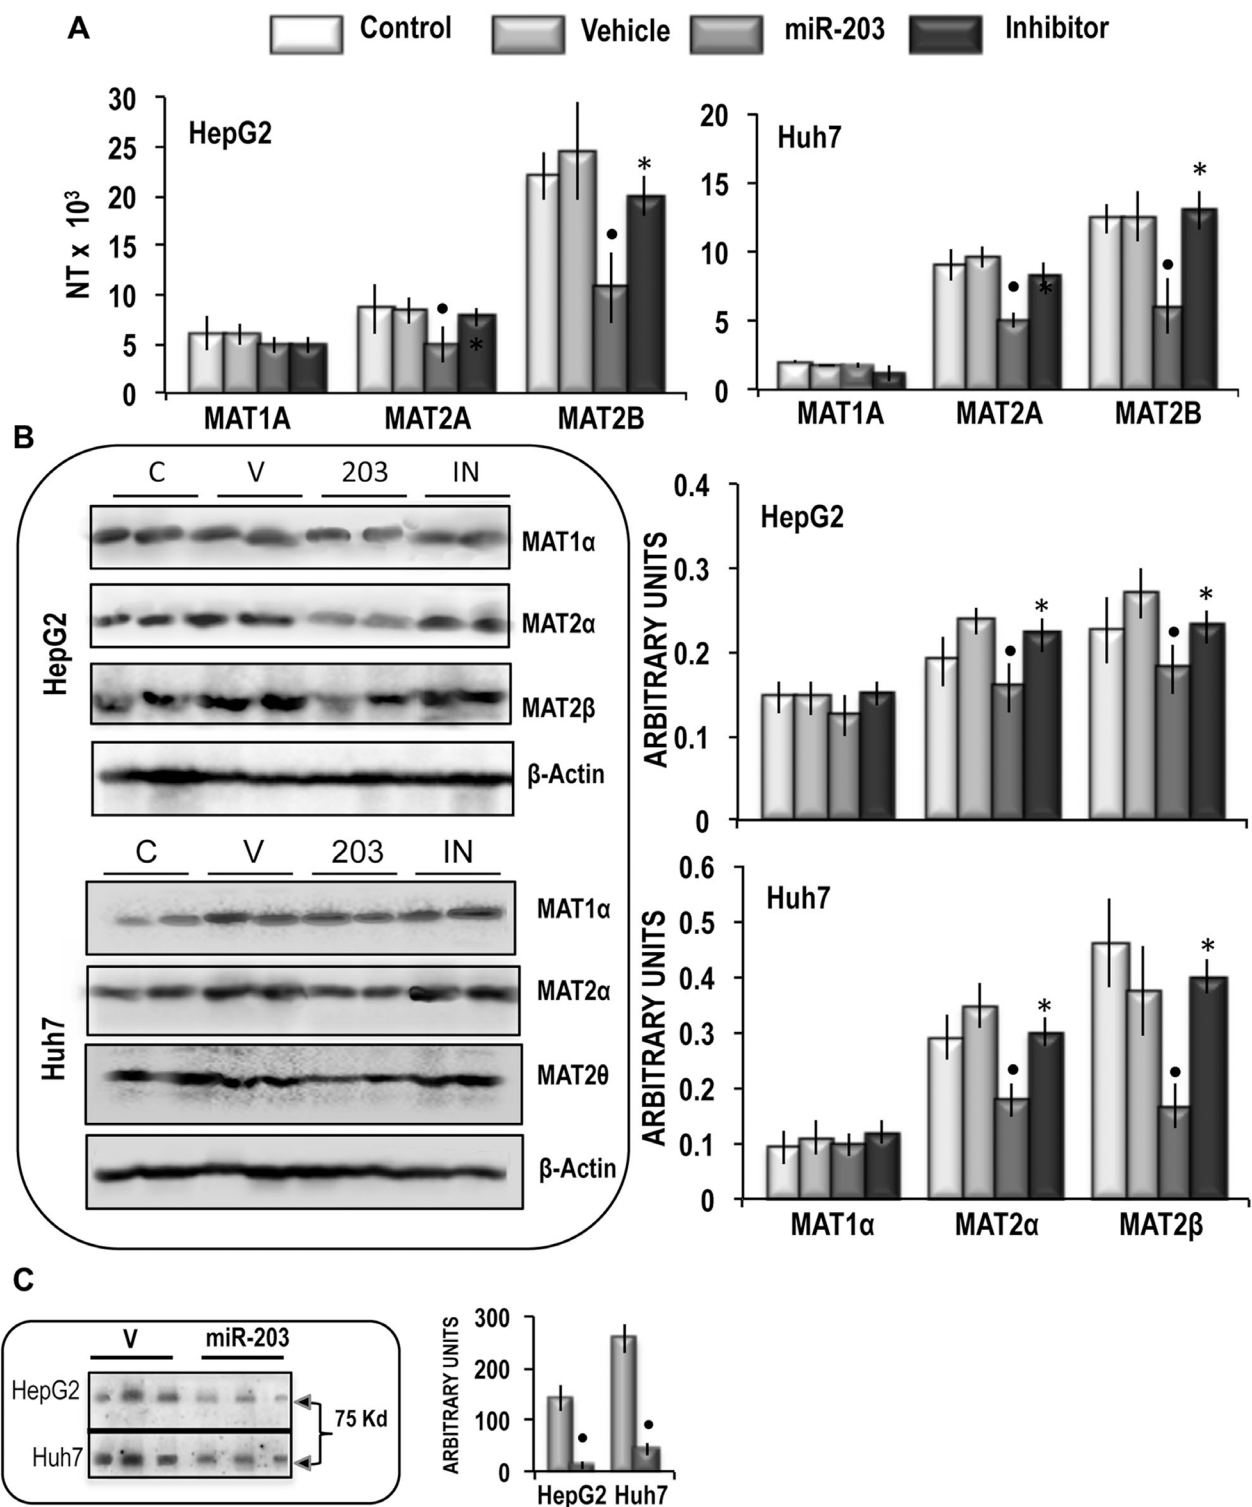 A
Control Vehicle miR-203 Inhibitor
NT x 10³
30
25
20
15
10
5
0
HepG2
*
•
•
*
MAT1A MAT2A MAT2B
20
15
10
5
0
Huh7
*
•
•
*
MAT1A MAT2A MAT2B
B
HepG2
C V 203 IN
MAT1α
MAT2α
MAT2β
β-Actin
Huh7
C V 203 IN
MAT1α
MAT2α
MAT2θ
β-Actin
ARBITRARY UNITS
0.4
0.3
0.2
0.1
0
HepG2
• * • *
ARBITRARY UNITS
0.6
0.5
0.4
0.3
0.2
0.1
0
Huh7
• * • *
MAT1α MAT2α MAT2β
C
V miR-203
HepG2
Huh7
75 Kd
ARBITRARY UNITS
300
200
100
0
• •
HepG2 Huh7